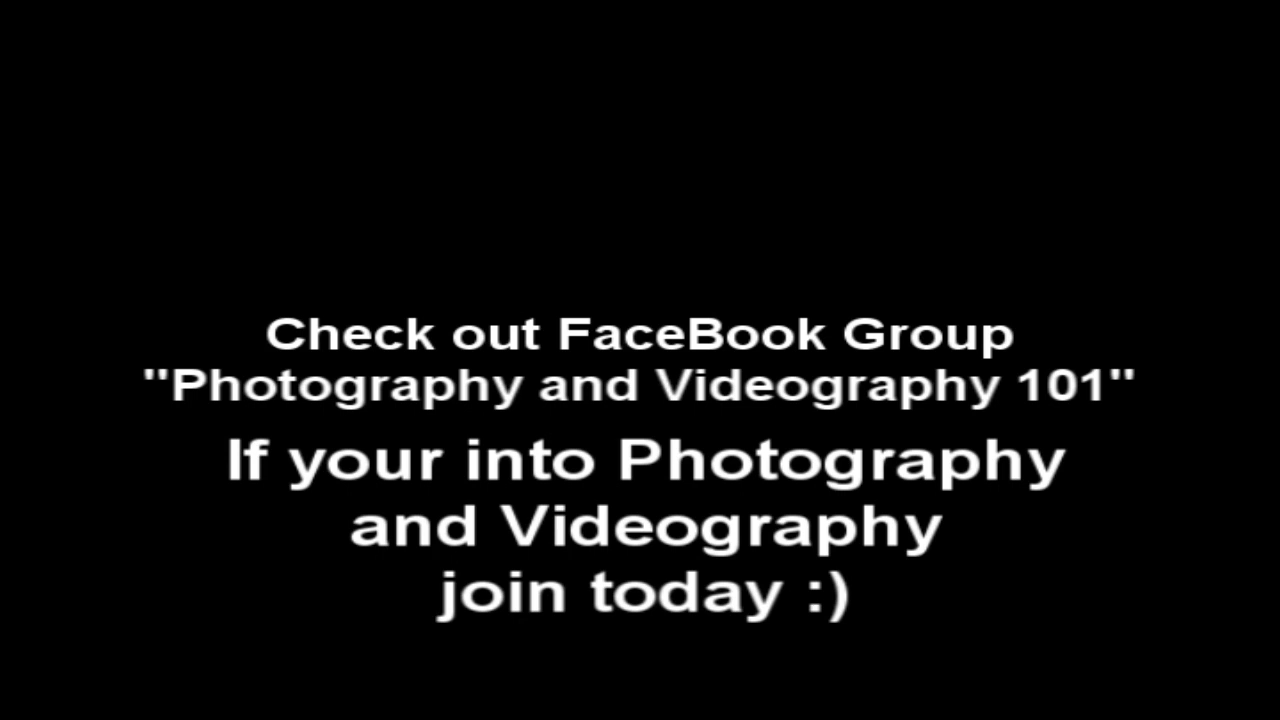 Check out FaceBook Group
"Photography and Videography 101"
If your into Photography
and Videography
join today :)